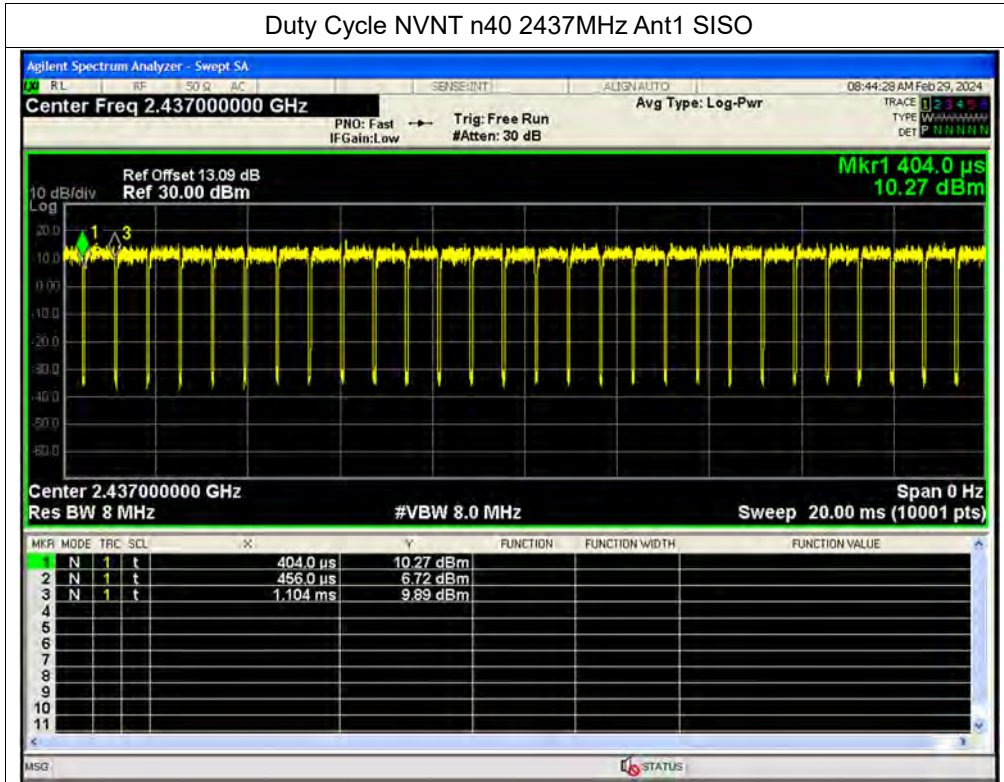 Duty Cycle NVNT n40 2437MHz Ant1 SISO
Agilent Spectrum Analyzer - Swept SA
RL RF 50 Ω AC SENSE:INT ALIGNAUTO 08:44:28 AM Feb 29, 2024
Center Freq 2.437000000 GHz Avg Type: Log-Pwr TRACE 1 2 3 4 5 6
PNO: Fast Trig: Free Run TYPE W
IFGain:Low #Atten: 30 dB DET P N N N N N
Mkr1 404.0 µs
Ref Offset 13.09 dB
10 dB/div Ref 30.00 dBm 10.27 dBm
Log
20.0
1 3
10.0
0.00
-10.0
-20.0
-30.0
-40.0
-50.0
-60.0
Center 2.437000000 GHz Span 0 Hz
Res BW 8 MHz #VBW 8.0 MHz Sweep 20.00 ms (10001 pts)
MKR MODE TRC SCL X Y FUNCTION FUNCTION WIDTH FUNCTION VALUE
1 N 1 t 404.0 µs 10.27 dBm
2 N 1 t 456.0 µs 6.72 dBm
3 N 1 t 1.104 ms 9.89 dBm
4
5
6
7
8
9
10
11
MSG STATUS